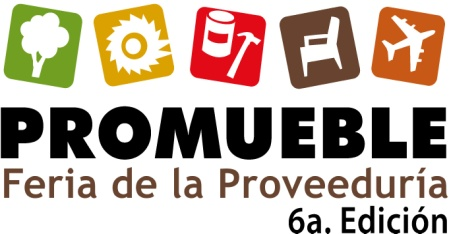 PROMUEBLE
Feria de la Proveeduría
6a. Edición